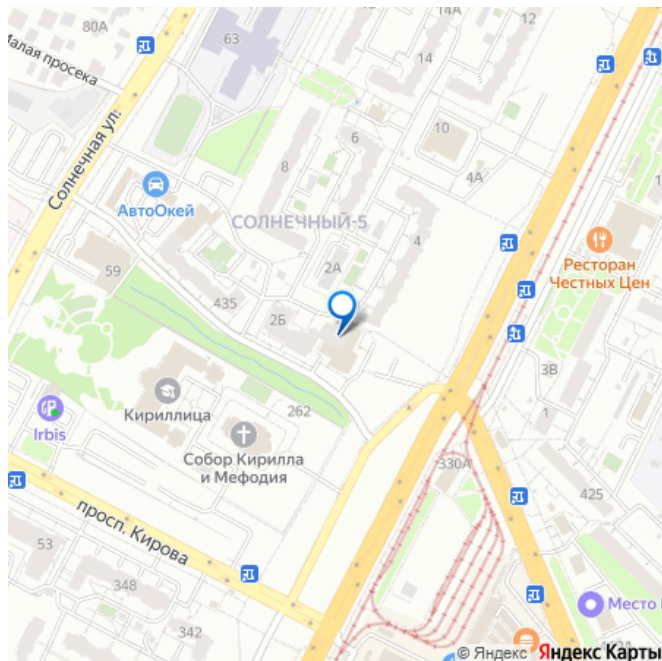 80А
63
14А
14
Малая просека
6
10
8
4А
Солнечная ул.
АвтоОкей
СОЛНЕЧНЫЙ-5
4
Ресторан
Честных Цен
59
2А
435
2Б
3В
Кириллица
262
1
Irbis
Собор Кирилла
и Мефодия
330А
425
просп. Кирова
53
348
Место
342
© Яндекс Яндекс Карты